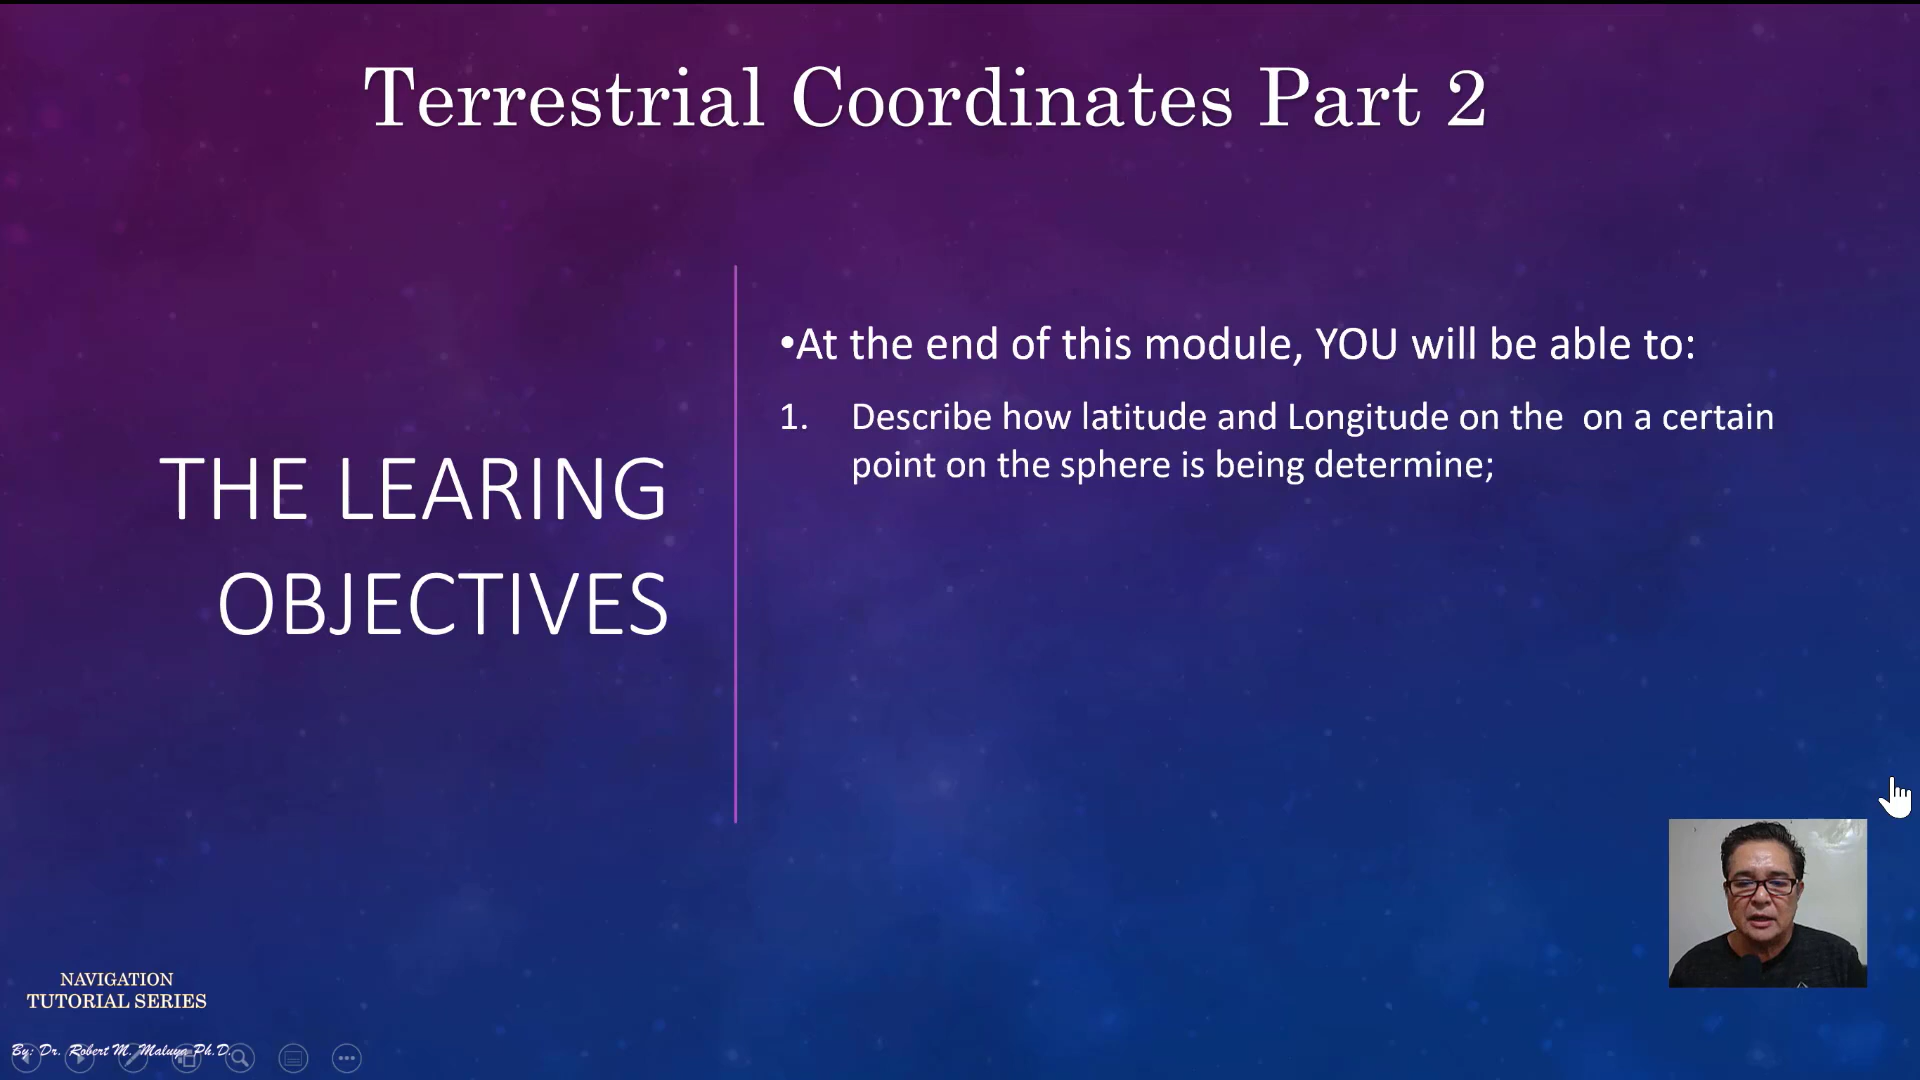 Terrestrial Coordinates Part 2
THE LEARING
OBJECTIVES
•At the end of this module, YOU will be able to:
1. Describe how latitude and Longitude on the  on a certain
point on the sphere is being determine;
NAVIGATION
TUTORIAL SERIES
By: Dr. Robert M. Maluya Ph.D.